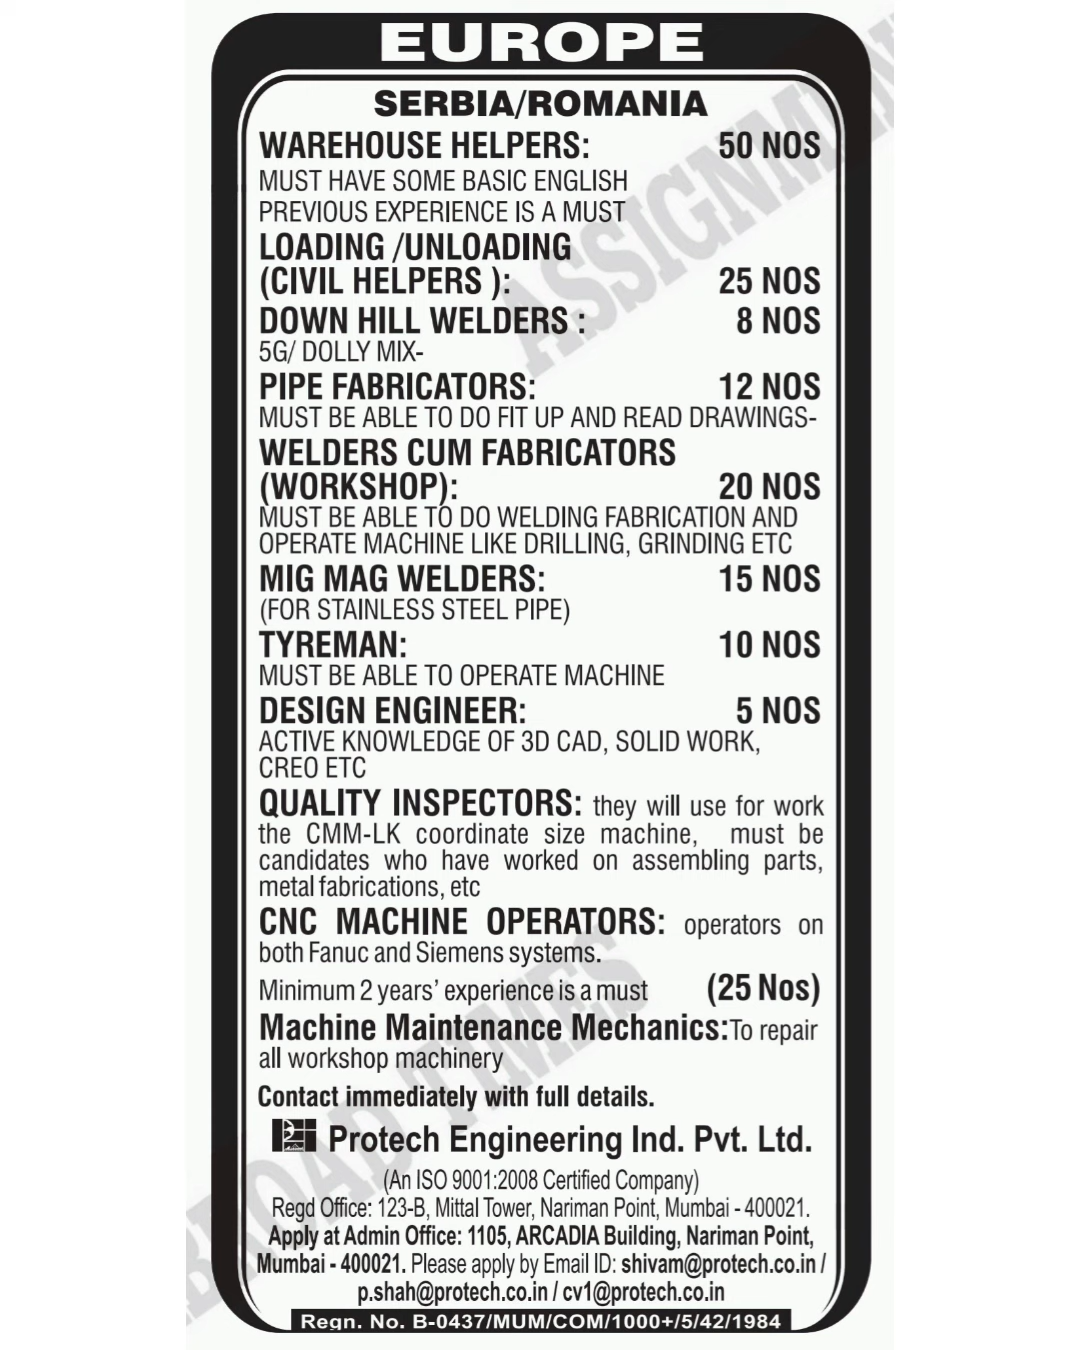 EUROPE
SERBIA/ROMANIA
WAREHOUSE HELPERS: 50 NOS
MUST HAVE SOME BASIC ENGLISH
PREVIOUS EXPERIENCE IS A MUST
LOADING /UNLOADING
(CIVIL HELPERS ): 25 NOS
DOWN HILL WELDERS : 8 NOS
5G/ DOLLY MIX-
PIPE FABRICATORS: 12 NOS
MUST BE ABLE TO DO FIT UP AND READ DRAWINGS-
WELDERS CUM FABRICATORS
(WORKSHOP): 20 NOS
MUST BE ABLE TO DO WELDING FABRICATION AND
OPERATE MACHINE LIKE DRILLING, GRINDING ETC
MIG MAG WELDERS: 15 NOS
(FOR STAINLESS STEEL PIPE)
TYREMAN: 10 NOS
MUST BE ABLE TO OPERATE MACHINE
DESIGN ENGINEER: 5 NOS
ACTIVE KNOWLEDGE OF 3D CAD, SOLID WORK,
CREO ETC
QUALITY INSPECTORS: they will use for work
the CMM-LK coordinate size machine, must be
candidates who have worked on assembling parts,
metal fabrications, etc
CNC MACHINE OPERATORS: operators on
both Fanuc and Siemens systems.
Minimum 2 years' experience is a must (25 Nos)
Machine Maintenance Mechanics:To repair
all workshop machinery
Contact immediately with full details.
Protech Engineering Ind. Pvt. Ltd.
(An ISO 9001:2008 Certified Company)
Regd Office: 123-B, Mittal Tower, Nariman Point, Mumbai - 400021.
Apply at Admin Office: 1105, ARCADIA Building, Nariman Point,
Mumbai - 400021. Please apply by Email ID: shivam@protech.co.in /
p.shah@protech.co.in / cv1@protech.co.in
Regn. No. B-0437/MUM/COM/1000+/5/42/1984
ASSIGNMEN
ABROAD TIMES